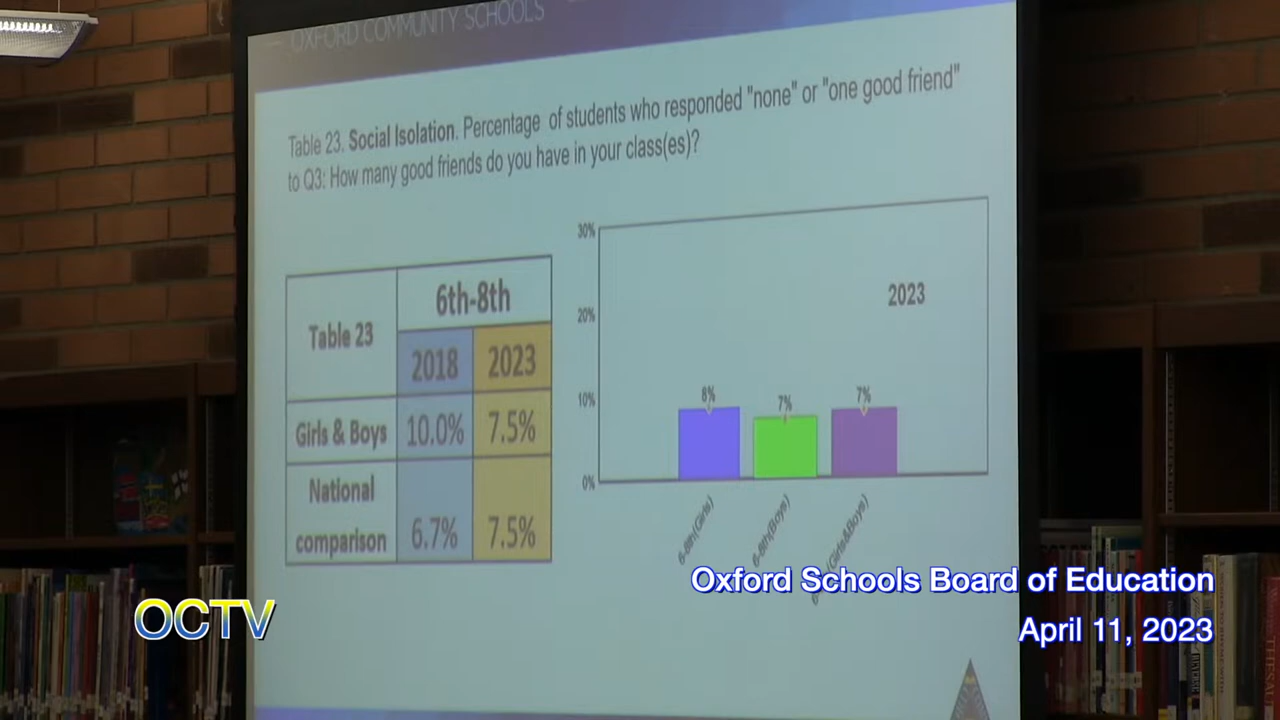 OXFORD COMMUNITY SCHOOLS
Table 23. Social Isolation. Percentage of students who responded "none" or "one good friend"
to Q3: How many good friends do you have in your class(es)?
Table 23
6th-8th
2018
2023
Girls & Boys
10.0%
7.5%
National
comparison
6.7%
7.5%
30%
20%
10%
0%
2023
8%
7%
7%
6-8th(Girls)
6-8th(Boys)
(Girls&Boys)
Oxford Schools Board of Education
April 11, 2023
OCTV